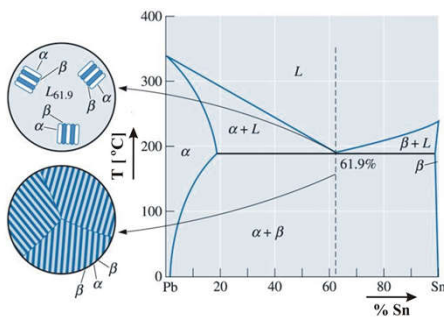 α
α
β
L61.9
β
α
β
α
β
α
β
T [ °C]
400
300
200
100
0
L
α + L
α
β + L
61.9%
β
α + β
Pb
20
40
60
80
Sn
% Sn